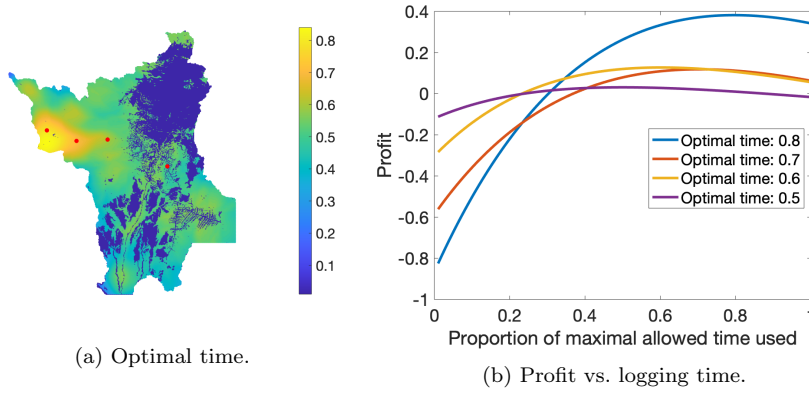 0.8
0.7
0.6
0.5
0.4
0.3
0.2
0.1
(a) Optimal time.
0.4
0.2
0
-0.2
-0.4
-0.6
-0.8
-1
Profit
Optimal time: 0.8
Optimal time: 0.7
Optimal time: 0.6
Optimal time: 0.5
0 0.2 0.4 0.6 0.8 1
Proportion of maximal allowed time used
(b) Profit vs. logging time.